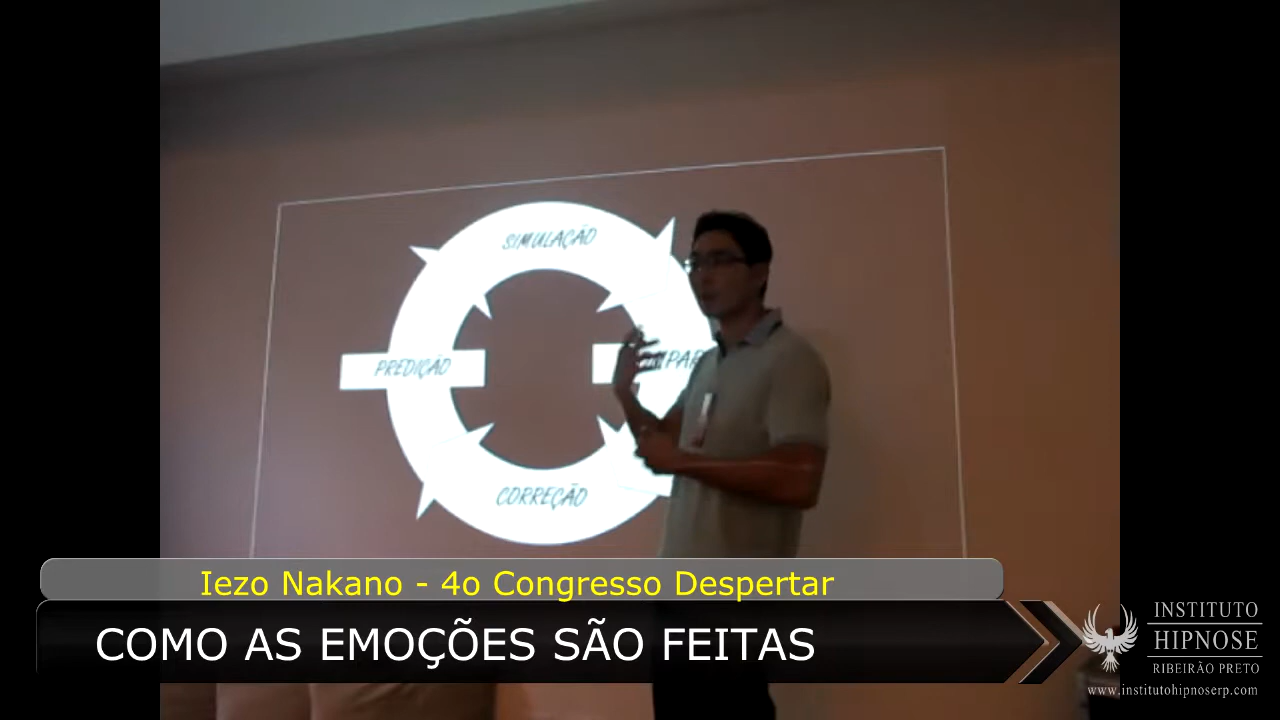 SIMULAÇÃO
PREDIÇÃO
CORREÇÃO
Iezo Nakano - 4o Congresso Despertar
COMO AS EMOÇÕES SÃO FEITAS
INSTITUTO
HIPNOSE
RIBEIRÃO PRETO
www.institutohipnoserp.com